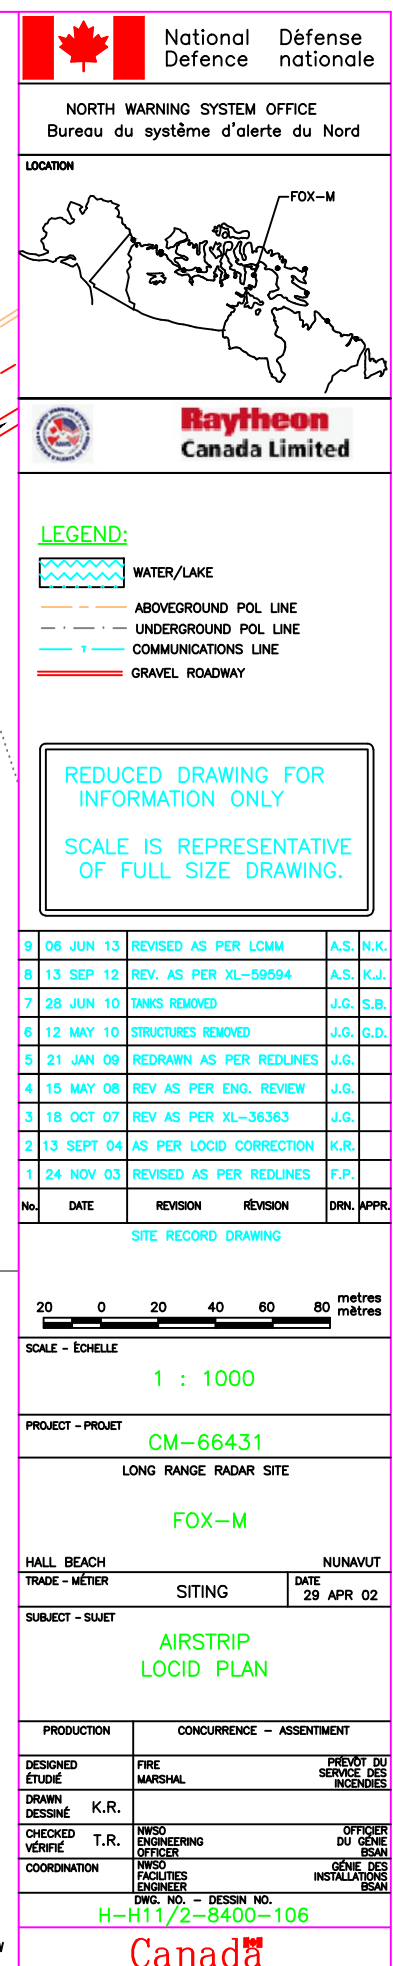 National Défense
Defence nationale
NORTH WARNING SYSTEM OFFICE
Bureau du système d'alerte du Nord
LOCATION
FOX-M
Raytheon
Canada Limited
LEGEND:
WATER/LAKE
ABOVEGROUND POL LINE
UNDERGROUND POL LINE
T COMMUNICATIONS LINE
GRAVEL ROADWAY
REDUCED DRAWING FOR
INFORMATION ONLY
SCALE IS REPRESENTATIVE
OF FULL SIZE DRAWING.
9 06 JUN 13 REVISED AS PER LCMM A.S. N.K.
8 13 SEP 12 REV. AS PER XL-59594 A.S. K.J.
7 28 JUN 10 TANKS REMOVED J.G. S.B.
6 12 MAY 10 STRUCTURES REMOVED J.G. G.D.
5 21 JAN 09 REDRAWN AS PER REDLINES J.G.
4 15 MAY 08 REV AS PER ENG. REVIEW J.G.
3 18 OCT 07 REV AS PER XL-36363 J.G.
2 13 SEPT 04 AS PER LOCID CORRECTION K.R.
1 24 NOV 03 REVISED AS PER REDLINES F.P.
No. DATE REVISION RÉVISION DRN. APPR.
SITE RECORD DRAWING
20 0 20 40 60 80 metres
mètres
SCALE - ÉCHELLE
1 : 1000
PROJECT - PROJET
CM-66431
LONG RANGE RADAR SITE
FOX-M
HALL BEACH NUNAVUT
TRADE - MÉTIER SITING DATE
29 APR 02
SUBJECT - SUJET
AIRSTRIP
LOCID PLAN
PRODUCTION CONCURRENCE - ASSENTIMENT
DESIGNED
ÉTUDIÉ
FIRE
MARSHAL
PRÉVÔT DU
SERVICE DES
INCENDIES
DRAWN
DESSINÉ K.R.
CHECKED
VÉRIFIÉ T.R.
NWSO
ENGINEERING
OFFICER
OFFICIER
DU GÉNIE
BSAN
COORDINATION
NWSO
FACILITIES
ENGINEER
GÉNIE DES
INSTALLATIONS
BSAN
DWG. NO. - DESSIN NO.
H-H11/2-8400-106
Canada